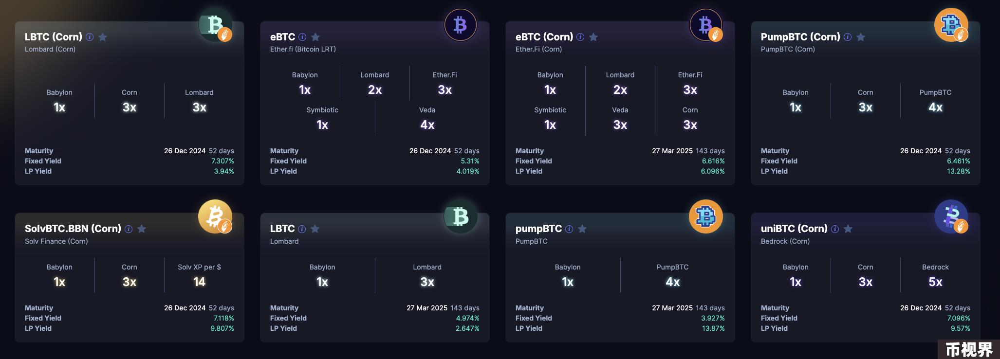 LBTC (Corn)
Lombard (Corn)
Babylon Corn Lombard
1x 3x 3x
Maturity 26 Dec 2024 52 days
Fixed Yield 7.307%
LP Yield 3.94%
eBTC
Ether.fi (Bitcoin LRT)
Babylon Lombard Ether.Fi
1x 2x 3x
Symbiotic Veda
1x 4x
Maturity 26 Dec 2024 52 days
Fixed Yield 5.31%
LP Yield 4.019%
eBTC (Corn)
Ether.Fi (Corn)
Babylon Lombard Ether.Fi
1x 2x 3x
Symbiotic Veda Corn
1x 3x 3x
Maturity 27 Mar 2025 143 days
Fixed Yield 6.616%
LP Yield 6.096%
PumpBTC (Corn)
PumpBTC (Corn)
Babylon Corn PumpBTC
1x 3x 4x
Maturity 26 Dec 2024 52 days
Fixed Yield 6.461%
LP Yield 13.28%
SolvBTC.BBN (Corn)
Solv Finance (Corn)
Babylon Corn Solv XP per $
1x 3x 14
Maturity 26 Dec 2024 52 days
Fixed Yield 7.118%
LP Yield 9.807%
LBTC
Lombard
Babylon Lombard
1x 3x
Maturity 27 Mar 2025 143 days
Fixed Yield 4.974%
LP Yield 2.647%
pumpBTC
PumpBTC
Babylon PumpBTC
1x 4x
Maturity 27 Mar 2025 143 days
Fixed Yield 3.927%
LP Yield 13.87%
uniBTC (Corn)
Bedrock (Corn)
Babylon Corn Bedrock
1x 3x 5x
Maturity 26 Dec 2024 52 days
Fixed Yield 7.096%
LP Yield 9.57%
币视界